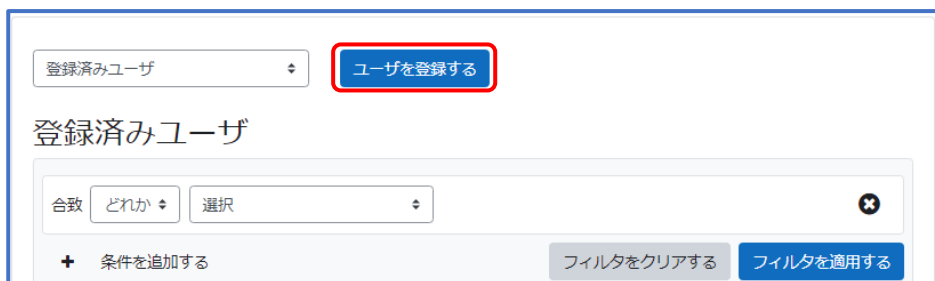 登録済みユーザ ユーザを登録する
登録済みユーザ
合致 どれか 選択
条件を追加する フィルタをクリアする フィルタを適用する